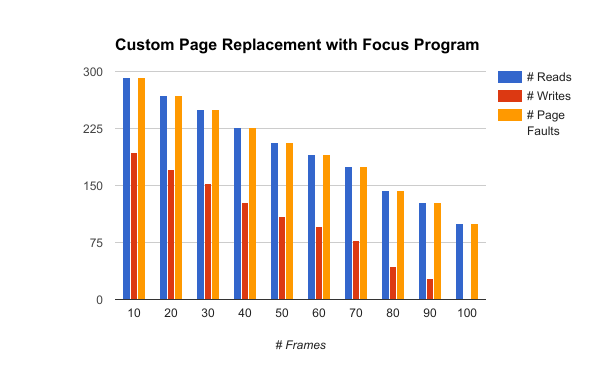 Custom Page Replacement with Focus Program
300
225
150
75
0
10 20 30 40 50 60 70 80 90 100
# Frames
# Reads
# Writes
# Page
Faults